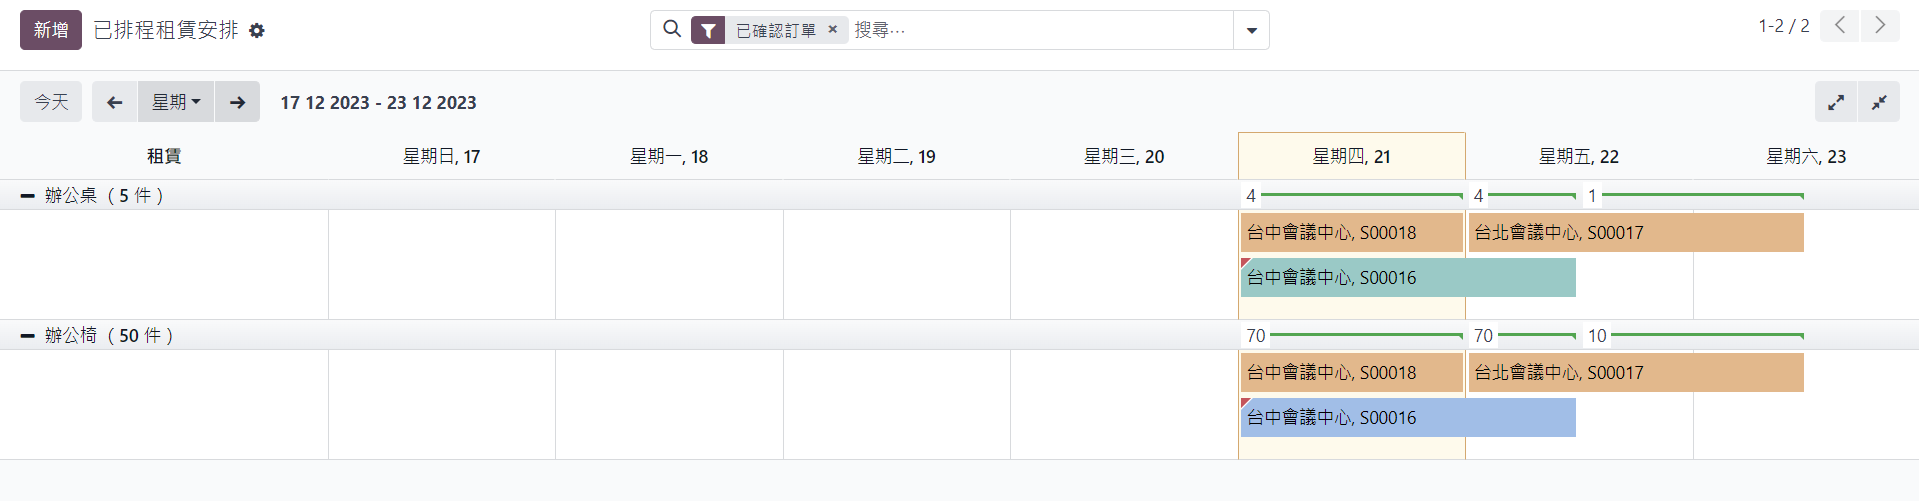 新增 已排程租賃安排 已確認訂單 × 搜尋... 1-2 / 2
今天 星期 17 12 2023 - 23 12 2023
租賃 星期日, 17 星期一, 18 星期二, 19 星期三, 20 星期四, 21 星期五, 22 星期六, 23
辦公桌 ( 5 件 ) 4 4 1
台中會議中心, S00018 台北會議中心, S00017
台中會議中心, S00016
辦公椅 ( 50 件 ) 70 70 10
台中會議中心, S00018 台北會議中心, S00017
台中會議中心, S00016